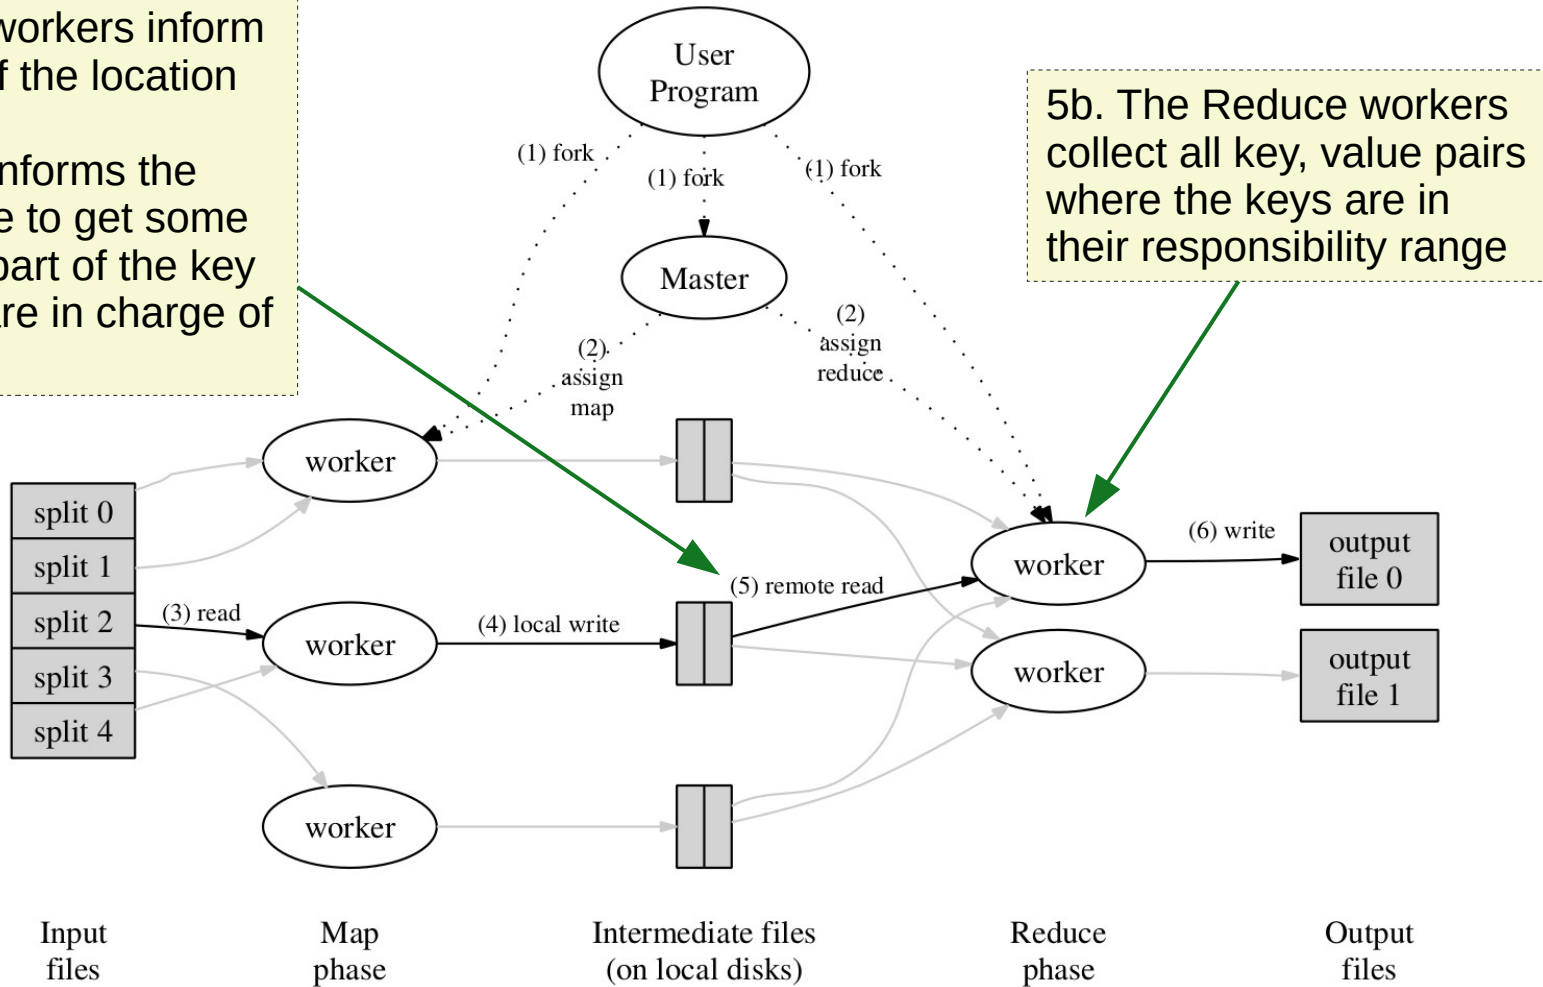 workers inform
f the location
nforms the
e to get some
part of the key
re in charge of
User
Program
5b. The Reduce workers
collect all key, value pairs
where the keys are in
their responsibility range
(1) fork
(1) fork
(1) fork
Master
(2)
assign
map
(2)
assign
reduce
split 0
split 1
split 2
split 3
split 4
(3) read
worker
worker
worker
(4) local write
(5) remote read
worker
worker
(6) write
output
file 0
output
file 1
Input
files
Map
phase
Intermediate files
(on local disks)
Reduce
phase
Output
files